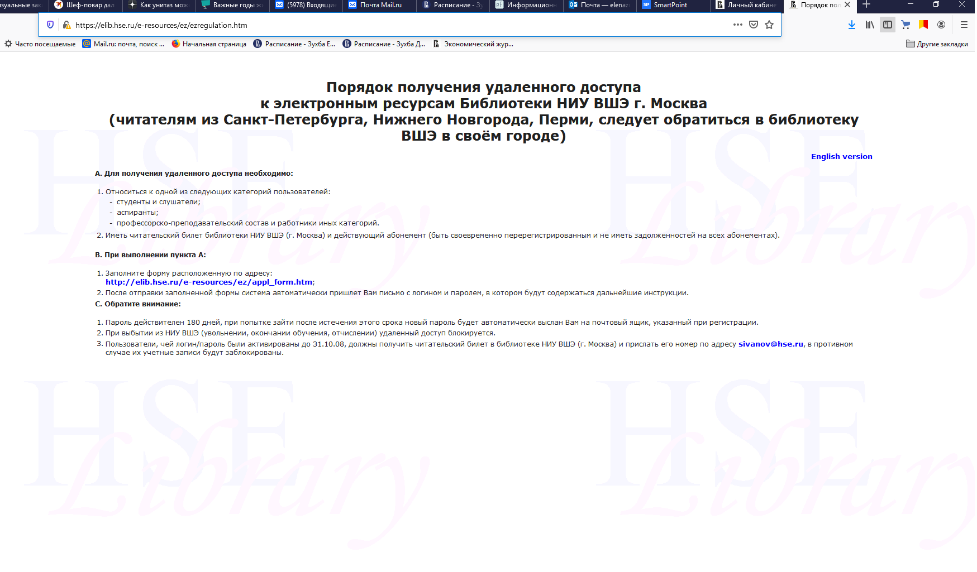 Шеф-повар дал
Как унитаз мож
Важные годы ж
(5978) Входящи
Почта Mail.ru
Расписание - Зу
Информацион
Почта — elena
SmartPoint
Личный кабине
Порядок пол
https://elib.hse.ru/e-resources/ez/ezregulation.htm
Часто посещаемые
Mail.ru: почта, поиск ...
Начальная страница
Расписание - Зухба Е...
Расписание - Зухба Д...
Экономический жур...
Другие закладки
Порядок получения удаленного доступа
к электронным ресурсам Библиотеки НИУ ВШЭ г. Москва
(читателям из Санкт-Петербурга, Нижнего Новгорода, Перми, следует обратиться в библиотеку
ВШЭ в своём городе)
English version
A. Для получения удаленного доступа необходимо:
1. Относиться к одной из следующих категорий пользователей:
- студенты и слушатели;
- аспиранты;
- профессорско-преподавательский состав и работники иных категорий.
2. Иметь читательский билет библиотеки НИУ ВШЭ (г. Москва) и действующий абонемент (быть своевременно перерегистрированным и не иметь задолженностей на всех абонементах).
B. При выполнении пункта А:
1. Заполните форму расположенную по адресу:
http://elib.hse.ru/e-resources/ez/appl_form.htm;
2. После отправки заполненной формы система автоматически пришлет Вам письмо с логином и паролем, в котором будут содержаться дальнейшие инструкции.
C. Обратите внимание:
1. Пароль действителен 180 дней, при попытке зайти после истечения этого срока новый пароль будет автоматически выслан Вам на почтовый ящик, указанный при регистрации.
2. При выбытии из НИУ ВШЭ (увольнении, окончании обучения, отчислении) удаленный доступ блокируется.
3. Пользователи, чей логин/пароль были активированы до 31.10.08, должны получить читательский билет в библиотеке НИУ ВШЭ (г. Москва) и прислать его номер по адресу sivanov@hse.ru, в противном
случае их учетные записи будут заблокированы.
HSE
Library
HSE
Library
HSE
Library
HSE
Library